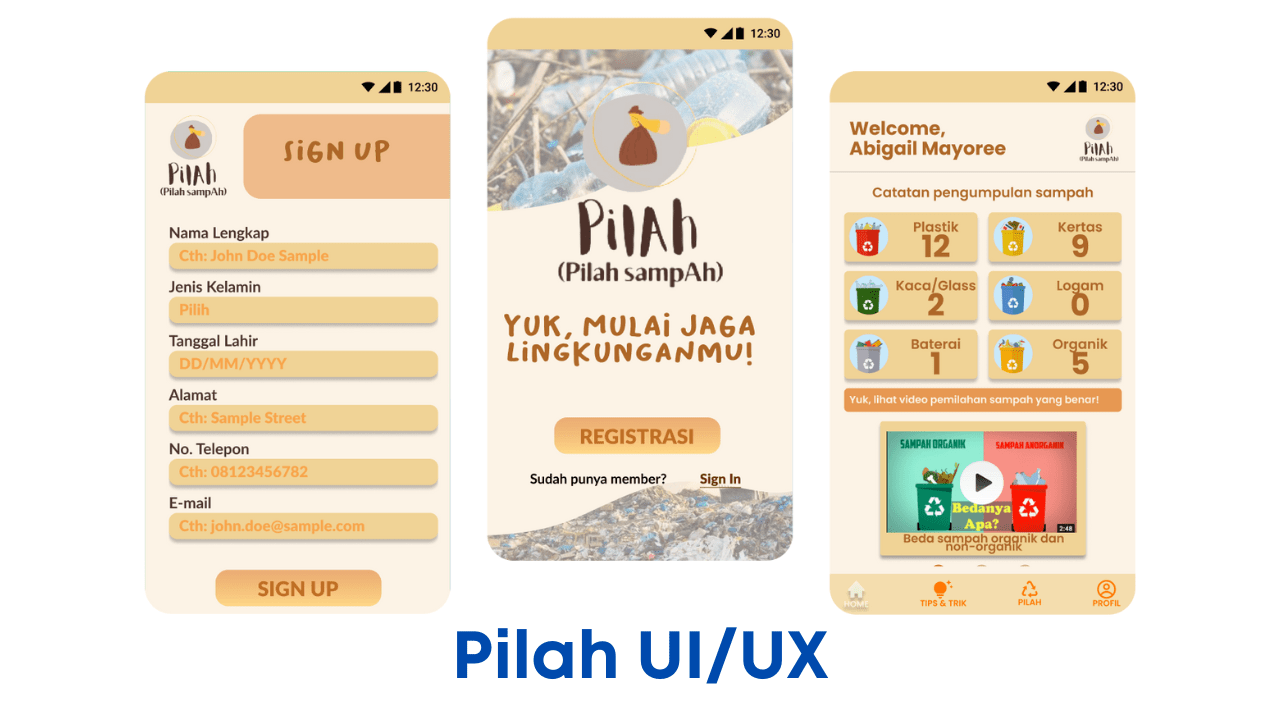 12:30
PilAh
(Pilah sampAh)
SiGN UP
Nama Lengkap
Cth: John Doe Sample
Jenis Kelamin
Pilih
Tanggal Lahir
DD/MM/YYYY
Alamat
Cth: Sample Street
No. Telepon
Cth: 08123456782
E-mail
Cth: john.doe@sample.com
SIGN UP
12:30
PilAh
(Pilah sampAh)
YUK, MULAI JAGA
LiNGKUNGANMU!
REGISTRASI
Sudah punya member? Sign In
12:30
Welcome,
Abigail Mayoree
PilAh
(Pilah sampAh)
Catatan pengumpulan sampah
Plastik
12
Kertas
9
Kaca/Glass
2
Logam
0
Baterai
1
Organik
5
Yuk, lihat video pemilahan sampah yang benar!
SAMPAH ORGANIK
SAMPAH ANORGANIK
Bedanya
Apa?
2:48
Beda sampah organik dan
non-organik
HOME
TIPS & TRIK
PILAH
PROFIL
Pilah UI/UX